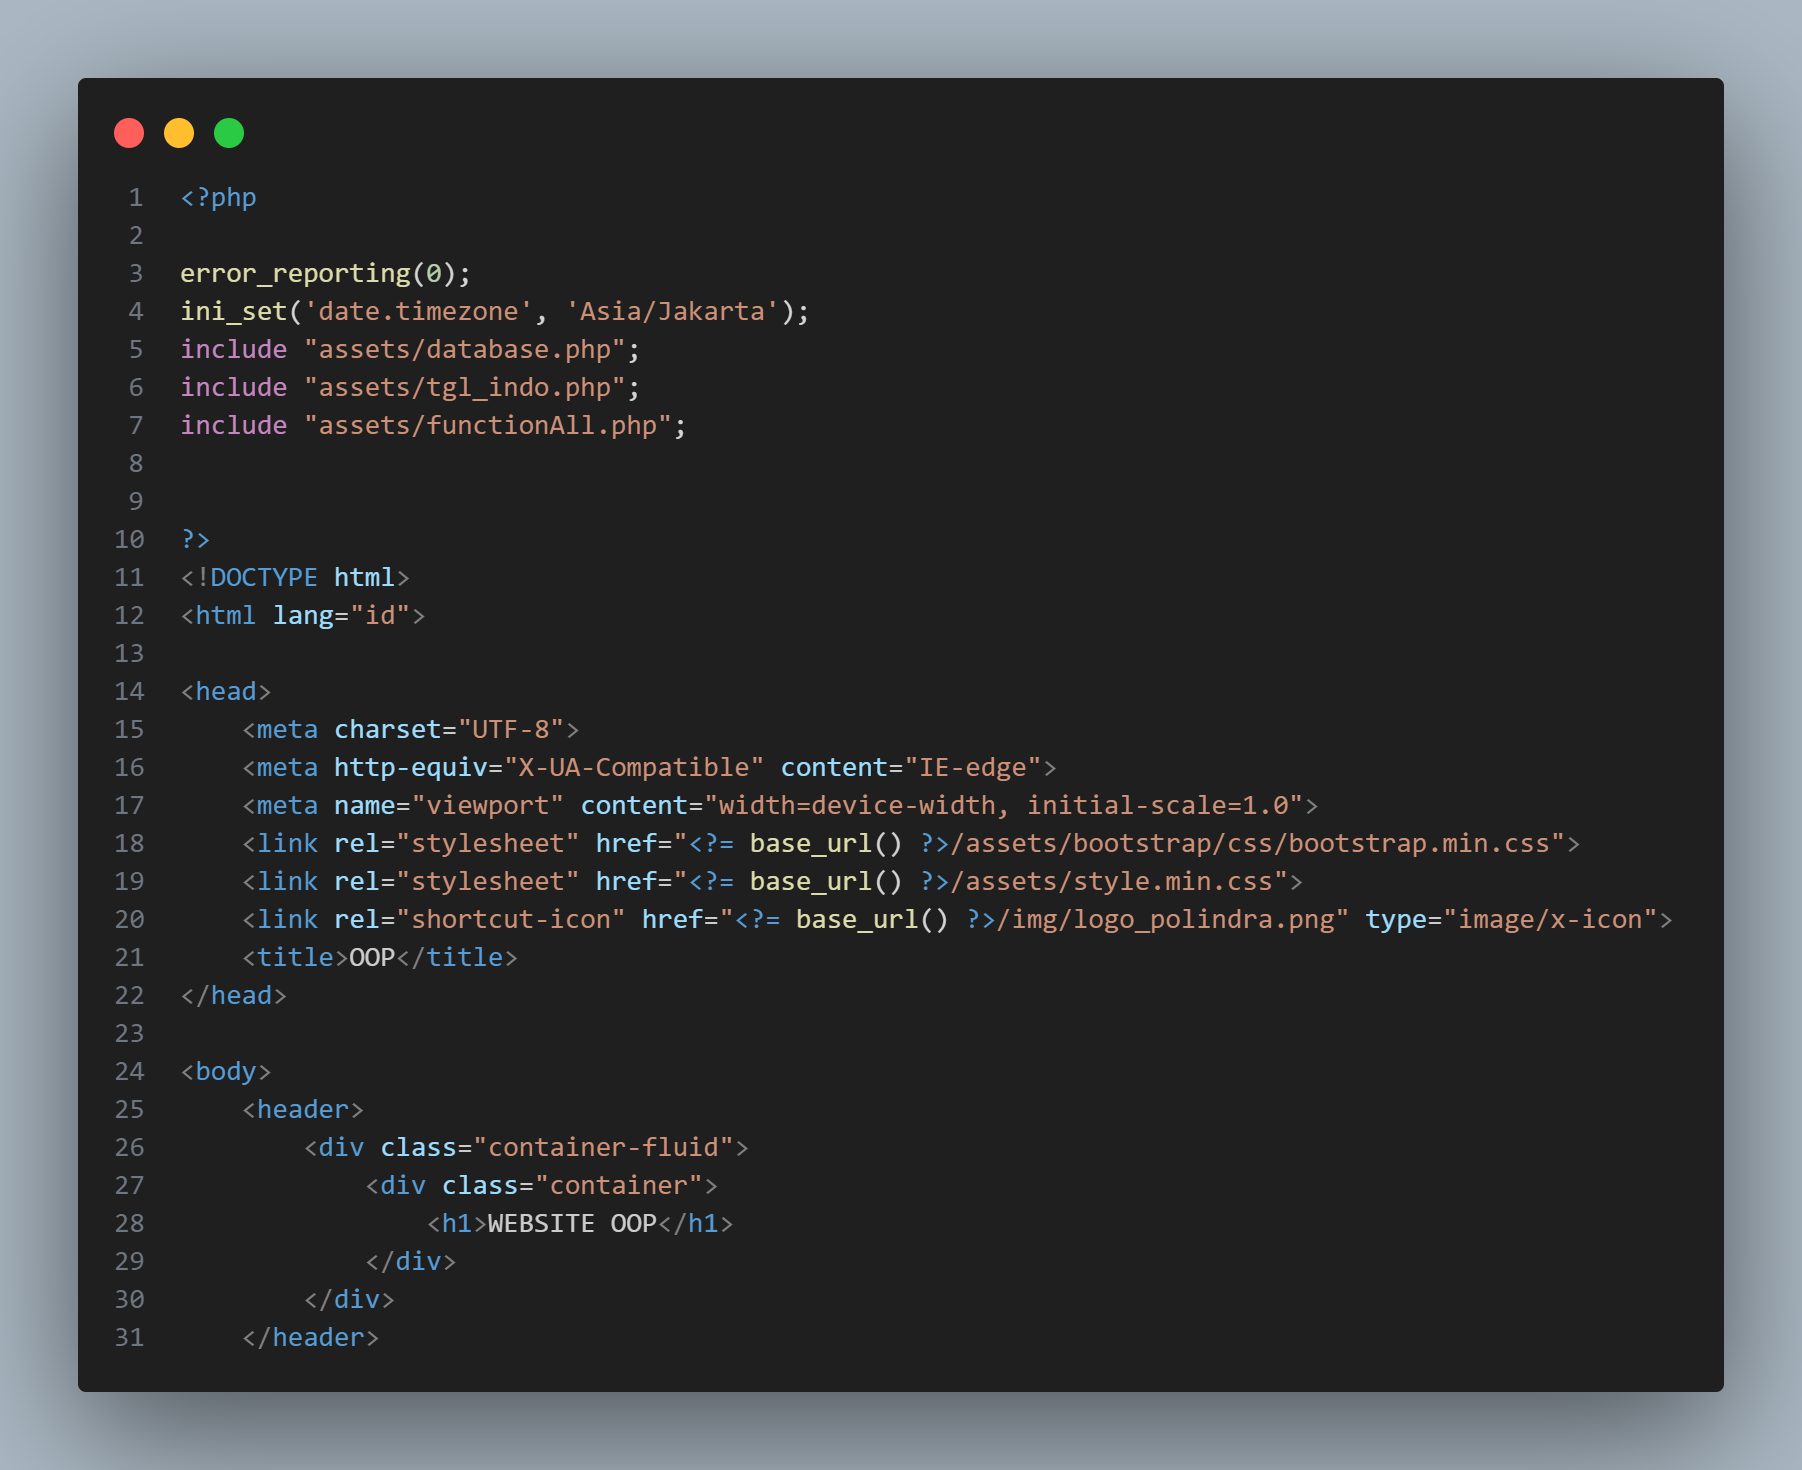 1 <?php
2
3 error_reporting(0);
4 ini_set('date.timezone', 'Asia/Jakarta');
5 include "assets/database.php";
6 include "assets/tgl_indo.php";
7 include "assets/functionAll.php";
8
9
10 ?>
11 <!DOCTYPE html>
12 <html lang="id">
13
14 <head>
15     <meta charset="UTF-8">
16     <meta http-equiv="X-UA-Compatible" content="IE-edge">
17     <meta name="viewport" content="width=device-width, initial-scale=1.0">
18     <link rel="stylesheet" href="<?= base_url() ?>/assets/bootstrap/css/bootstrap.min.css">
19     <link rel="stylesheet" href="<?= base_url() ?>/assets/style.min.css">
20     <link rel="shortcut-icon" href="<?= base_url() ?>/img/logo_polindra.png" type="image/x-icon">
21     <title>OOP</title>
22 </head>
23
24 <body>
25     <header>
26         <div class="container-fluid">
27             <div class="container">
28                 <h1>WEBSITE OOP</h1>
29             </div>
30         </div>
31     </header>